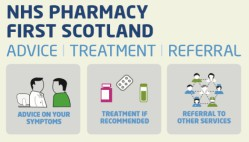 NHS PHARMACY
FIRST SCOTLAND
ADVICE | TREATMENT | REFERRAL
ADVICE ON YOUR
SYMPTOMS
TREATMENT IF
RECOMMENDED
REFERRAL TO
OTHER SERVICES